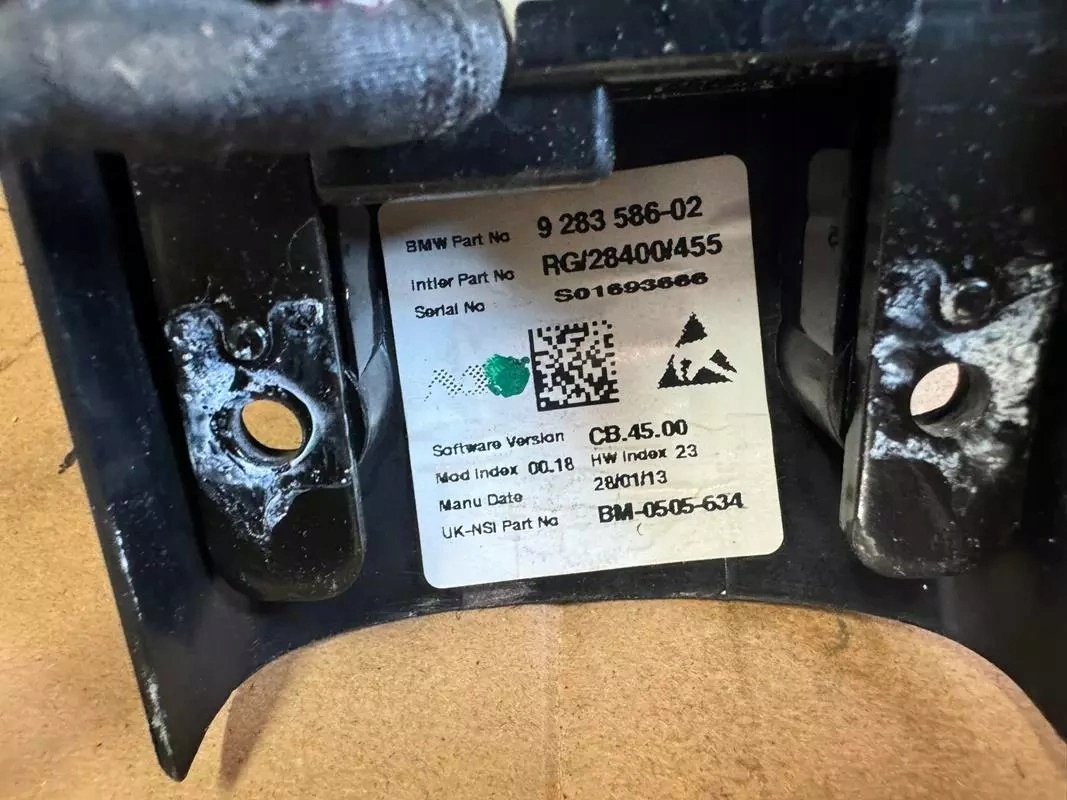 BMW Part No 9 283 586-02
Intier Part No RG/28400/455
Serial No S01693666
Software Version CB.45.00
Mod Index 00.18 HW Index 23
Manu Date 28/01/13
UK-NSI Part No BM-0505-634